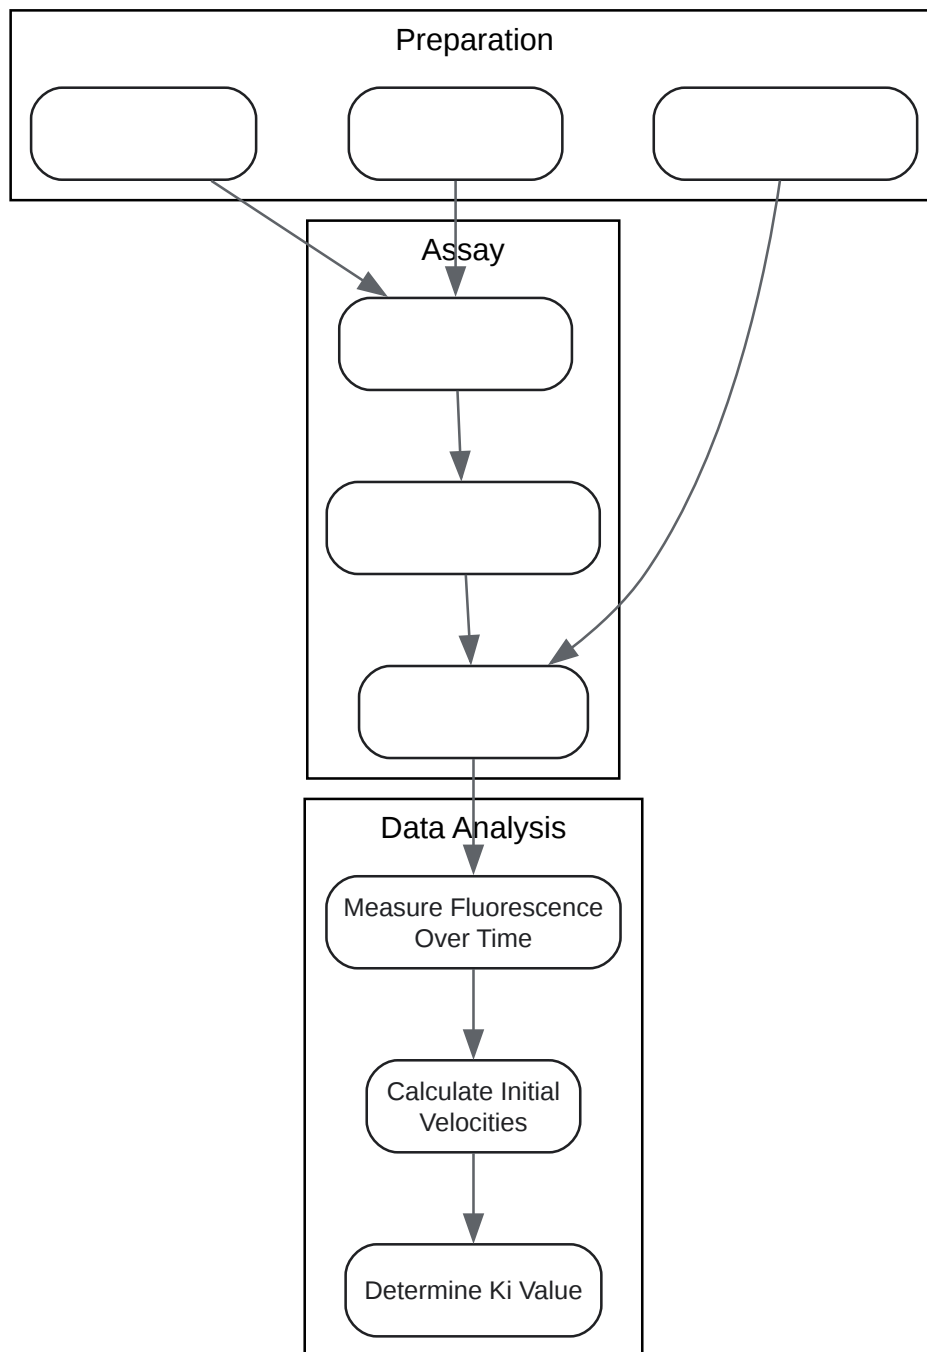 Preparation
Assay
Data Analysis
Measure Fluorescence
Over Time
Calculate Initial
Velocities
Determine Ki Value